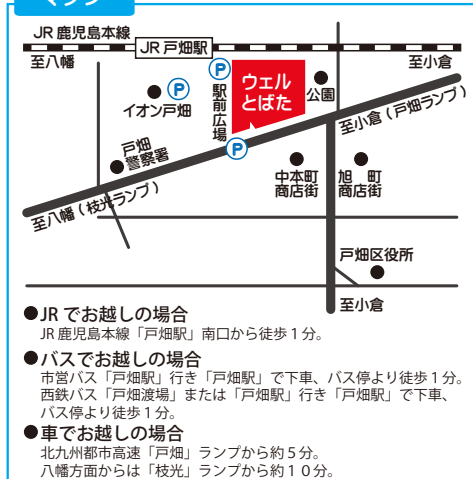 マップ
JR 鹿児島本線
JR 戸畑駅
至八幡
至小倉
P
P
イオン戸畑
駅前広場
ウェル
とばた
公園
至小倉(戸畑ランプ)
戸畑
警察署
P
中本町
商店街
旭 町
商店街
至八幡(枝光ランプ)
戸畑区役所
至小倉
●JR でお越しの場合
JR 鹿児島本線「戸畑駅」南口から徒歩１分。
●バスでお越しの場合
市営バス「戸畑駅」行き「戸畑駅」で下車、バス停より徒歩１分。
西鉄バス「戸畑渡場」または「戸畑駅」行き「戸畑駅」で下車、
バス停より徒歩１分。
●車でお越しの場合
北九州都市高速「戸畑」ランプから約５分。
八幡方面からは「枝光」ランプから約１０分。